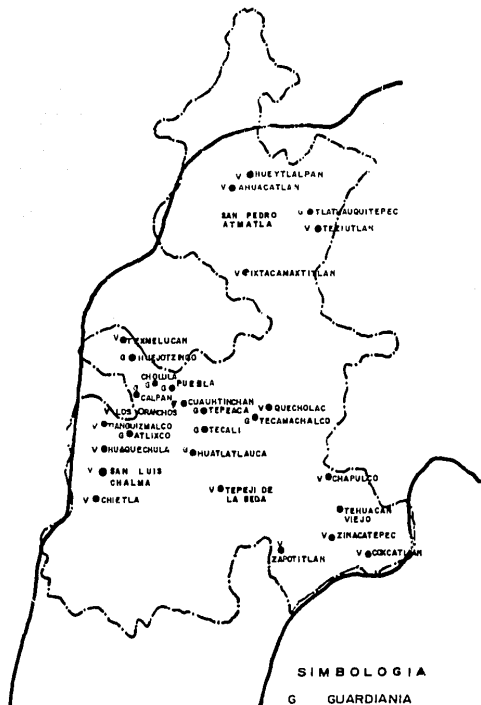 V HUEYTLALPAN
V AHUACATLAN
SAN PEDRO
ATMATLA
G TLATLAUQUITEPEC
V TEZIUTLAN
V IXTACAMAXTITLAN
V TEXMELUCAN
G HUEJOTZINGO
CHOLULA
G
G PUEBLA
G
CALPAN
CUAUHTINCHAN
V LOS RANCHOS
G TEPEACA
V QUECHOLAC
G TECAMACHALCO
V TIANGUIZMALCO
G ATLIXCO
G TECALI
V HUAQUECHULA
G HUATLATLAUCA
V SAN LUIS
CHALMA
V CHAPULCO
V CHIETLA
V TEPEJI DE
LA SEDA
TEHUACAN
VIEJO
V ZINACATEPEC
V
ZAPOTITLAN
V COXCATLAN
SIMBOLOGIA
G GUARDIANIA